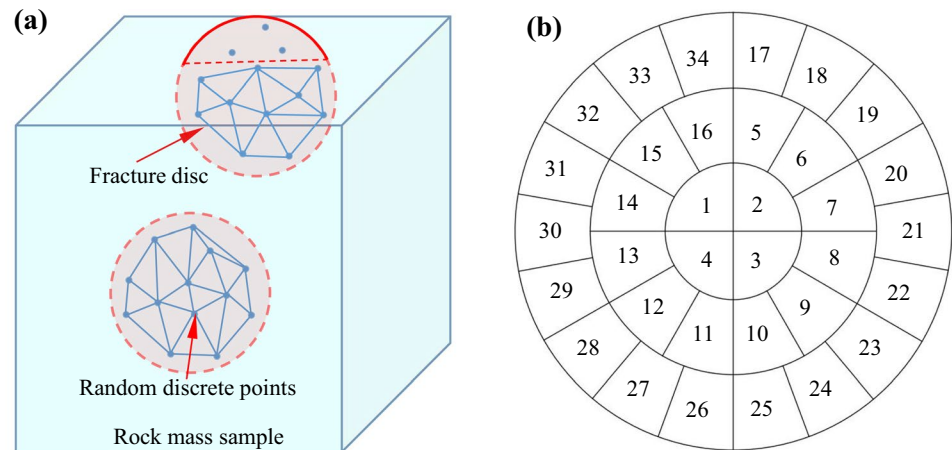 (a)
Fracture disc
Random discrete points
Rock mass sample
(b)
34 17
33 18
32 19
16 5
15 6
31 20
14 1 2 7
30 21
13 4 3 8
29 22
12 9
11 10
28 23
27 24
26 25